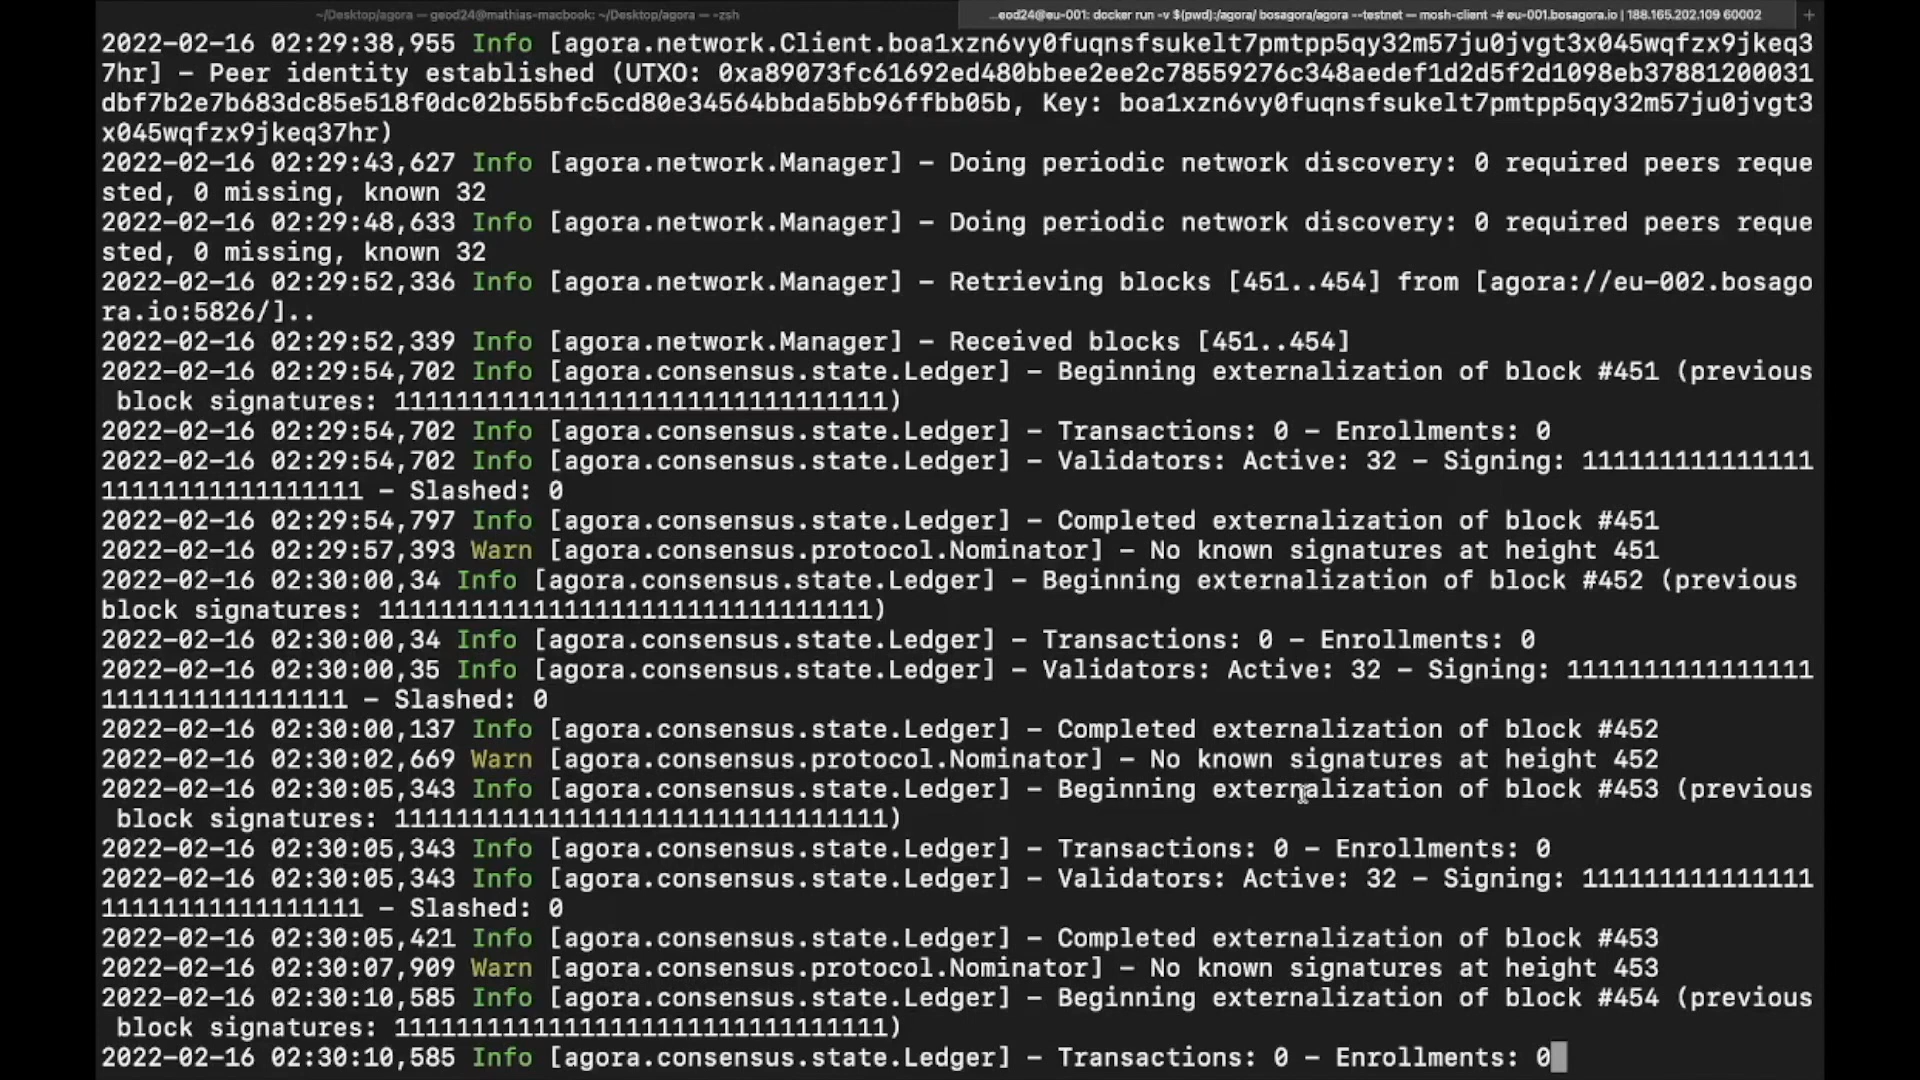 ~/Desktop/agora — geod24@mathias-macbook: ~/Desktop/agora — -zsh
...eod24@eu-001: docker run -v $(pwd):/agora/ bosagora/agora --testnet — mosh-client -# eu-001.bosagora.io | 188.165.202.109 60002
2022-02-16 02:29:38,955 Info [agora.network.Client.boa1xzn6vy0fuqnsfsukelt7pmtpp5qy32m57ju0jvgt3x045wqfzx9jkeq3
7hr] - Peer identity established (UTXO: 0xa89073fc61692ed480bbee2ee2c78559276c348aedef1d2d5f2d1098eb37881200031
dbf7b2e7b683dc85e518f0dc02b55bfc5cd80e34564bbda5bb96ffbb05b, Key: boa1xzn6vy0fuqnsfsukelt7pmtpp5qy32m57ju0jvgt3
x045wqfzx9jkeq37hr)
2022-02-16 02:29:43,627 Info [agora.network.Manager] - Doing periodic network discovery: 0 required peers reque
sted, 0 missing, known 32
2022-02-16 02:29:48,633 Info [agora.network.Manager] - Doing periodic network discovery: 0 required peers reque
sted, 0 missing, known 32
2022-02-16 02:29:52,336 Info [agora.network.Manager] - Retrieving blocks [451..454] from [agora://eu-002.bosago
ra.io:5826/]..
2022-02-16 02:29:52,339 Info [agora.network.Manager] - Received blocks [451..454]
2022-02-16 02:29:54,702 Info [agora.consensus.state.Ledger] - Beginning externalization of block #451 (previous
block signatures: 11111111111111111111111111111111)
2022-02-16 02:29:54,702 Info [agora.consensus.state.Ledger] - Transactions: 0 - Enrollments: 0
2022-02-16 02:29:54,702 Info [agora.consensus.state.Ledger] - Validators: Active: 32 - Signing: 111111111111111
11111111111111111 - Slashed: 0
2022-02-16 02:29:54,797 Info [agora.consensus.state.Ledger] - Completed externalization of block #451
2022-02-16 02:29:57,393 Warn [agora.consensus.protocol.Nominator] - No known signatures at height 451
2022-02-16 02:30:00,34 Info [agora.consensus.state.Ledger] - Beginning externalization of block #452 (previous
block signatures: 11111111111111111111111111111111)
2022-02-16 02:30:00,34 Info [agora.consensus.state.Ledger] - Transactions: 0 - Enrollments: 0
2022-02-16 02:30:00,35 Info [agora.consensus.state.Ledger] - Validators: Active: 32 - Signing: 1111111111111111
1111111111111111 - Slashed: 0
2022-02-16 02:30:00,137 Info [agora.consensus.state.Ledger] - Completed externalization of block #452
2022-02-16 02:30:02,669 Warn [agora.consensus.protocol.Nominator] - No known signatures at height 452
2022-02-16 02:30:05,343 Info [agora.consensus.state.Ledger] - Beginning externalization of block #453 (previous
block signatures: 11111111111111111111111111111111)
2022-02-16 02:30:05,343 Info [agora.consensus.state.Ledger] - Transactions: 0 - Enrollments: 0
2022-02-16 02:30:05,343 Info [agora.consensus.state.Ledger] - Validators: Active: 32 - Signing: 111111111111111
11111111111111111 - Slashed: 0
2022-02-16 02:30:05,421 Info [agora.consensus.state.Ledger] - Completed externalization of block #453
2022-02-16 02:30:07,909 Warn [agora.consensus.protocol.Nominator] - No known signatures at height 453
2022-02-16 02:30:10,585 Info [agora.consensus.state.Ledger] - Beginning externalization of block #454 (previous
block signatures: 11111111111111111111111111111111)
2022-02-16 02:30:10,585 Info [agora.consensus.state.Ledger] - Transactions: 0 - Enrollments: 0